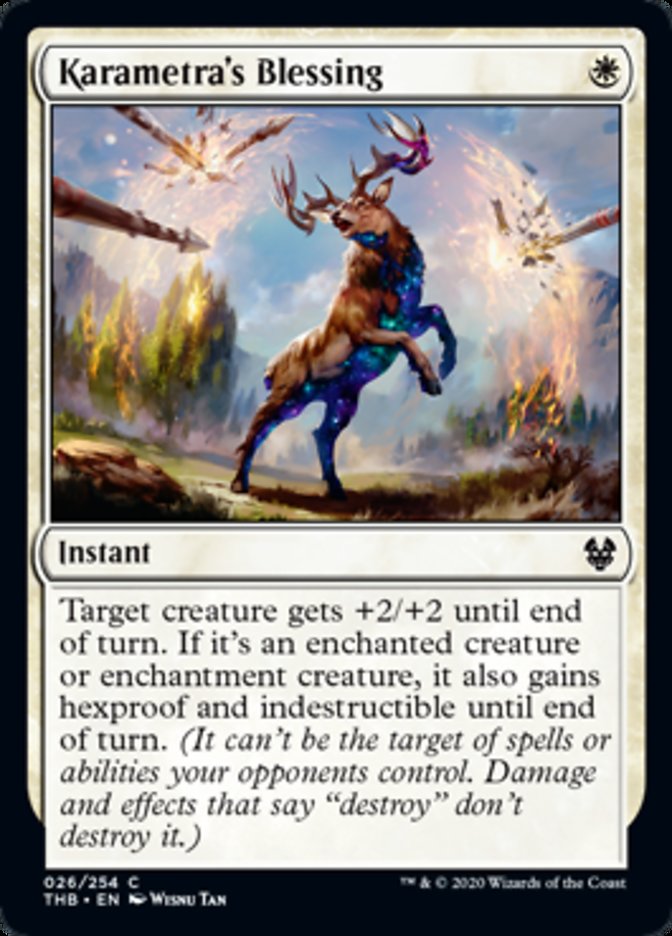 Karametra's Blessing
Instant
Target creature gets +2/+2 until end
of turn. If it's an enchanted creature
or enchantment creature, it also gains
hexproof and indestructible until end
of turn. (It can't be the target of spells or
abilities your opponents control. Damage
and effects that say “destroy” don't
destroy it.)
026/254 C
THB • EN Wisnu Tan
™ & © 2020 Wizards of the Coast